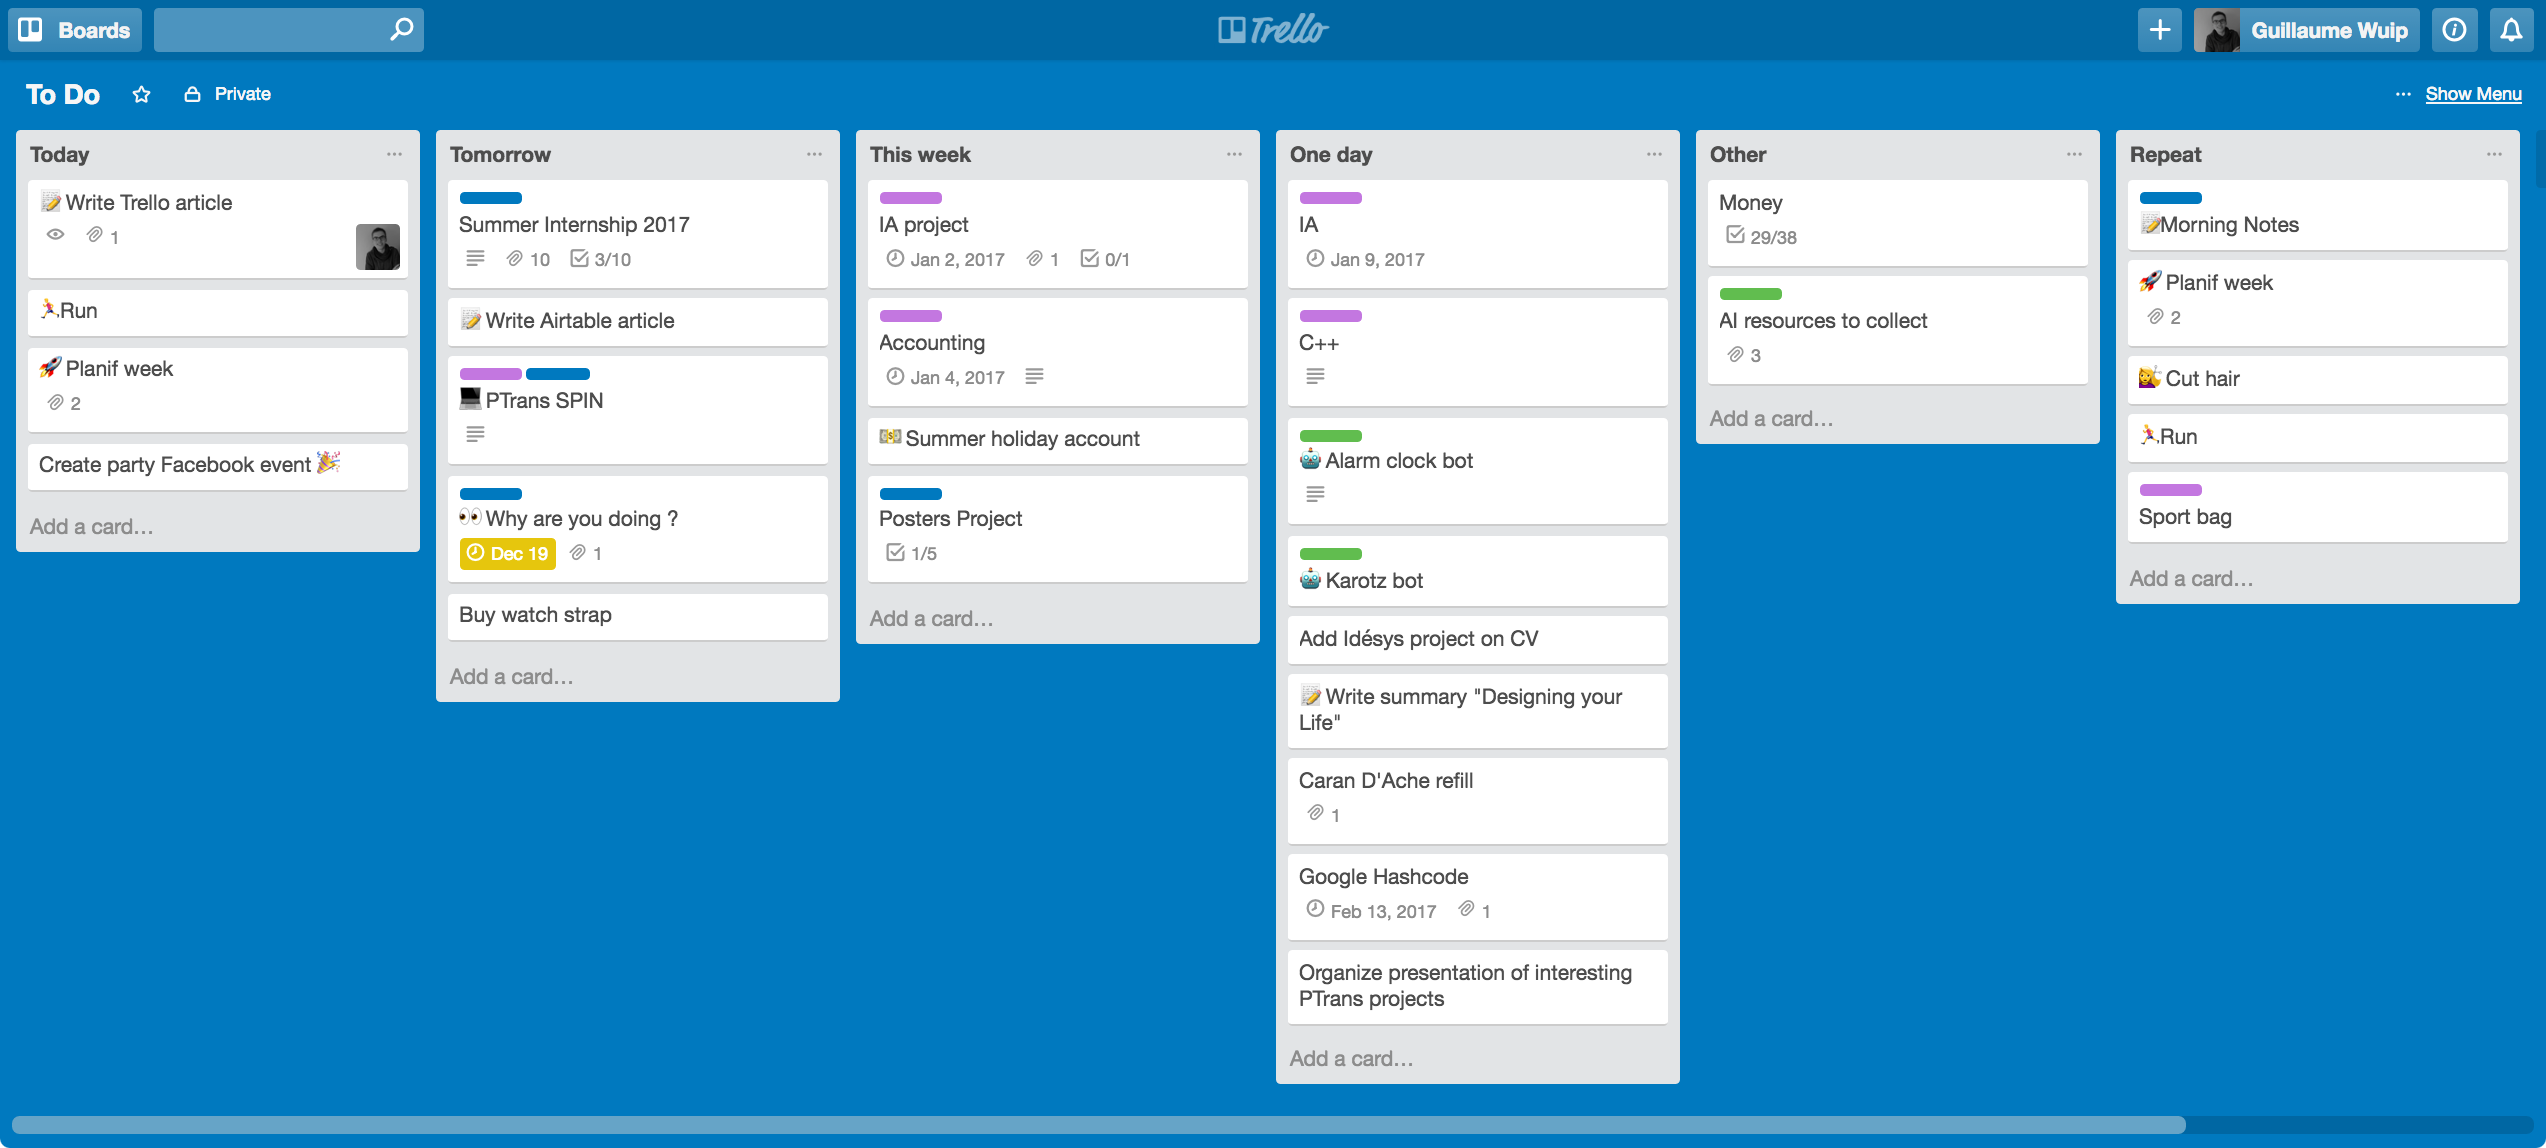 Boards
Trello
Guillaume Wuip
To Do
Private
Show Menu
Today
Write Trello article
1
Run
Planif week
2
Create party Facebook event
Add a card…
Tomorrow
Summer Internship 2017
10 3/10
Write Airtable article
PTrans SPIN
Why are you doing ?
Dec 19 1
Buy watch strap
Add a card…
This week
IA project
Jan 2, 2017 1 0/1
Accounting
Jan 4, 2017
Summer holiday account
Posters Project
1/5
Add a card…
One day
IA
Jan 9, 2017
C++
Alarm clock bot
Karotz bot
Add Idésys project on CV
Write summary "Designing your
Life"
Caran D'Ache refill
1
Google Hashcode
Feb 13, 2017 1
Organize presentation of interesting
PTrans projects
Add a card…
Other
Money
29/38
AI resources to collect
3
Add a card…
Repeat
Morning Notes
Planif week
2
Cut hair
Run
Sport bag
Add a card…